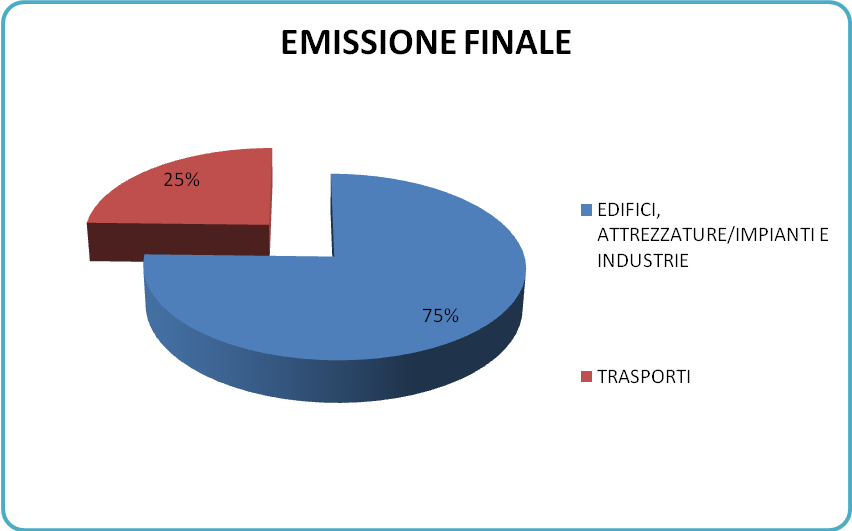 EMISSIONE FINALE
25%
75%
EDIFICI,
ATTREZZATURE/IMPIANTI E
INDUSTRIE
TRASPORTI